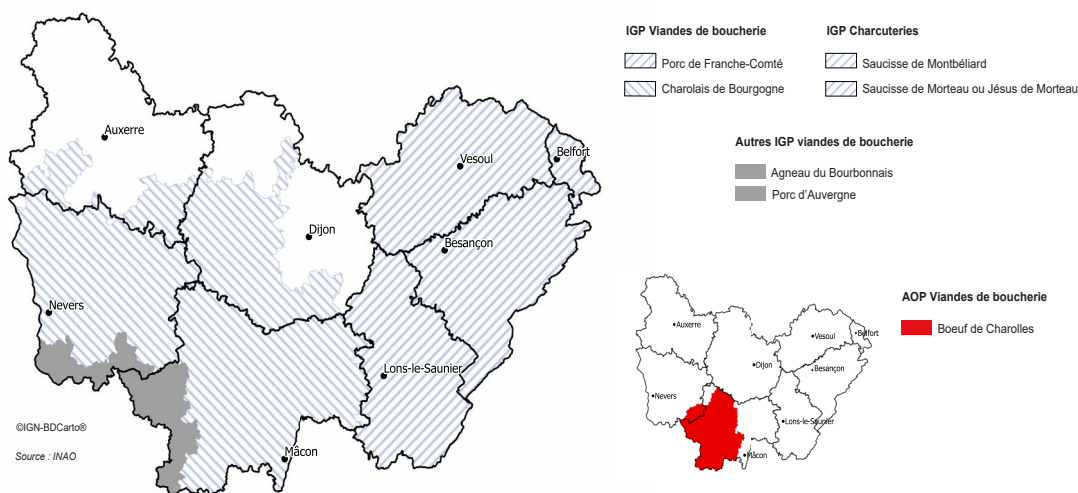 IGP Viandes de boucherie
Porc de Franche-Comté
Charolais de Bourgogne
IGP Charcuteries
Saucisse de Montbéliard
Saucisse de Morteau ou Jésus de Morteau
Autres IGP viandes de boucherie
Agneau du Bourbonnais
Porc d'Auvergne
Auxerre
Vesoul
Belfort
Dijon
Besançon
Nevers
Lons-le-Saunier
Mâcon
©IGN-BDCarto®
Source : INAO
AOP Viandes de boucherie
Boeuf de Charolles
Auxerre
Vesoul
Belfort
Dijon
Besançon
Nevers
Lons-le-Saunier
Mâcon